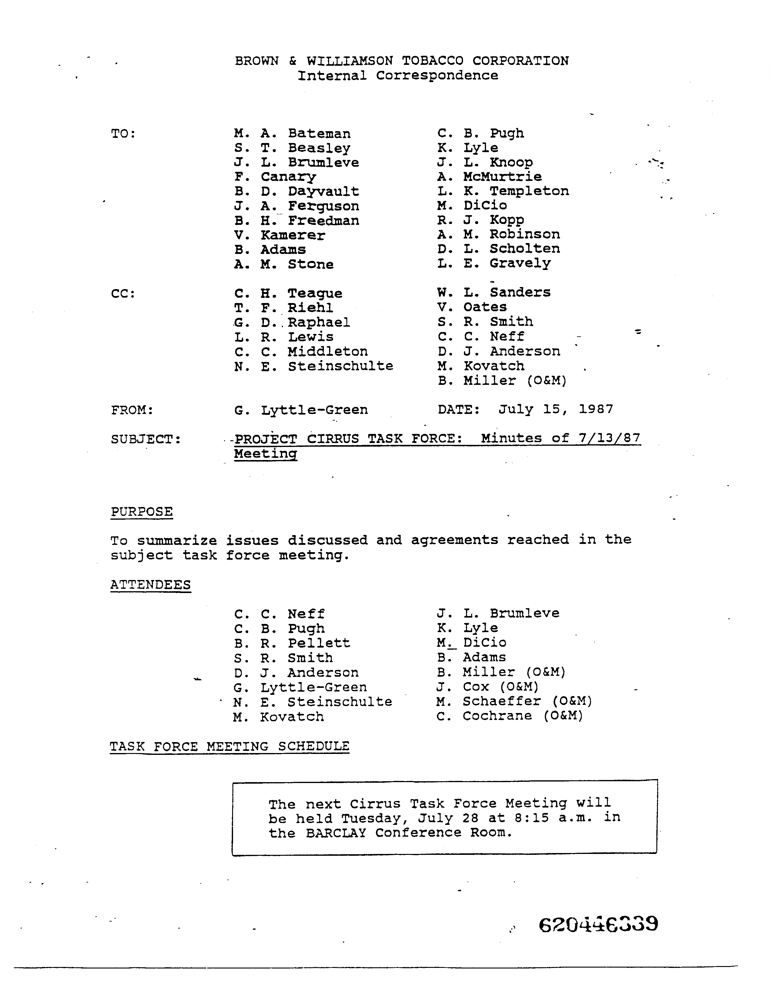 BROWN & WILLIAMSON TOBACCO CORPORATION
Internal Correspondence
TO: M. A. Bateman C. B. Pugh
S. T. Beasley K. Lyle
J. L. Brumleve J. L. Knoop
F. Canary A. McMurtrie
B. D. Dayvault L. K. Templeton
J. A. Ferguson M. DiCio
B. H. Freedman R. J. Kopp
V. Kamerer A. M. Robinson
B. Adams D. L. Scholten
A. M. Stone L. E. Gravely
CC: C. H. Teague W. L. Sanders
T. F. Riehl V. Oates
G. D. Raphael S. R. Smith
L. R. Lewis C. C. Neff
C. C. Middleton D. J. Anderson
N. E. Steinschulte M. Kovatch
B. Miller (O&M)
FROM: G. Lyttle-Green DATE: July 15, 1987
SUBJECT: PROJECT CIRRUS TASK FORCE: Minutes of 7/13/87
Meeting
PURPOSE
To summarize issues discussed and agreements reached in the
subject task force meeting.
ATTENDEES
C. C. Neff J. L. Brumleve
C. B. Pugh K. Lyle
B. R. Pellett M. DiCio
S. R. Smith B. Adams
D. J. Anderson B. Miller (O&M)
G. Lyttle-Green J. Cox (O&M)
N. E. Steinschulte M. Schaeffer (O&M)
M. Kovatch C. Cochrane (O&M)
TASK FORCE MEETING SCHEDULE
The next Cirrus Task Force Meeting will
be held Tuesday, July 28 at 8:15 a.m. in
the BARCLAY Conference Room.
620446339